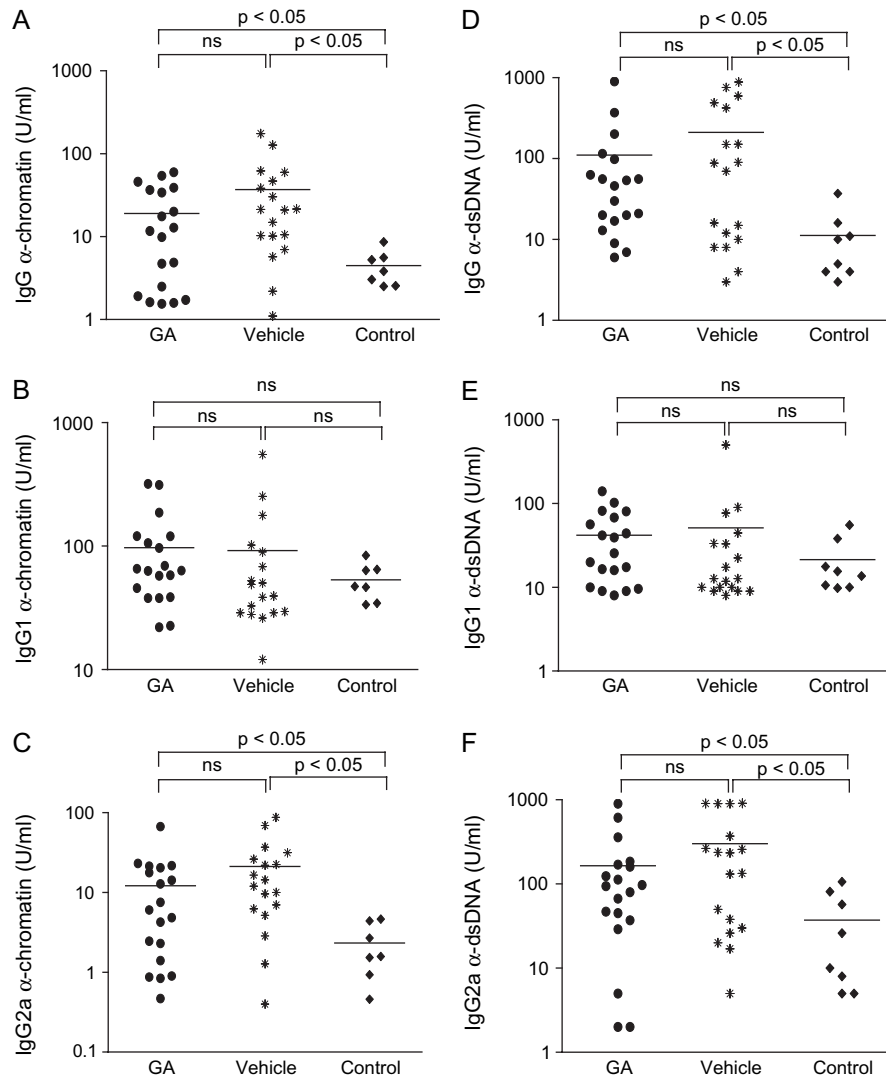 A
p < 0.05
ns
p < 0.05
IgG α-chromatin (U/ml)
1000
100
10
1
GA
Vehicle
Control
D
p < 0.05
ns
p < 0.05
IgG α-dsDNA (U/ml)
1000
100
10
1
GA
Vehicle
Control
B
ns
ns
ns
IgG1 α-chromatin (U/ml)
1000
100
10
GA
Vehicle
Control
E
ns
ns
ns
IgG1 α-dsDNA (U/ml)
1000
100
10
1
GA
Vehicle
Control
C
p < 0.05
ns
p < 0.05
IgG2a α-chromatin (U/ml)
100
10
1
0.1
GA
Vehicle
Control
F
p < 0.05
ns
p < 0.05
IgG2a α-dsDNA (U/ml)
1000
100
10
1
GA
Vehicle
Control